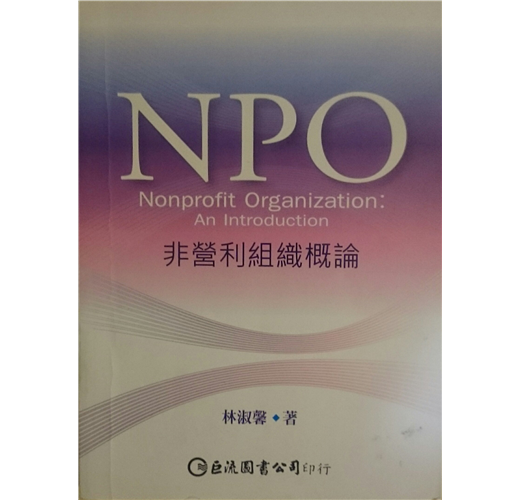 NPO
Nonprofit Organization:
An Introduction
非營利組織概論
林淑馨◆著
巨流圖書公司印行